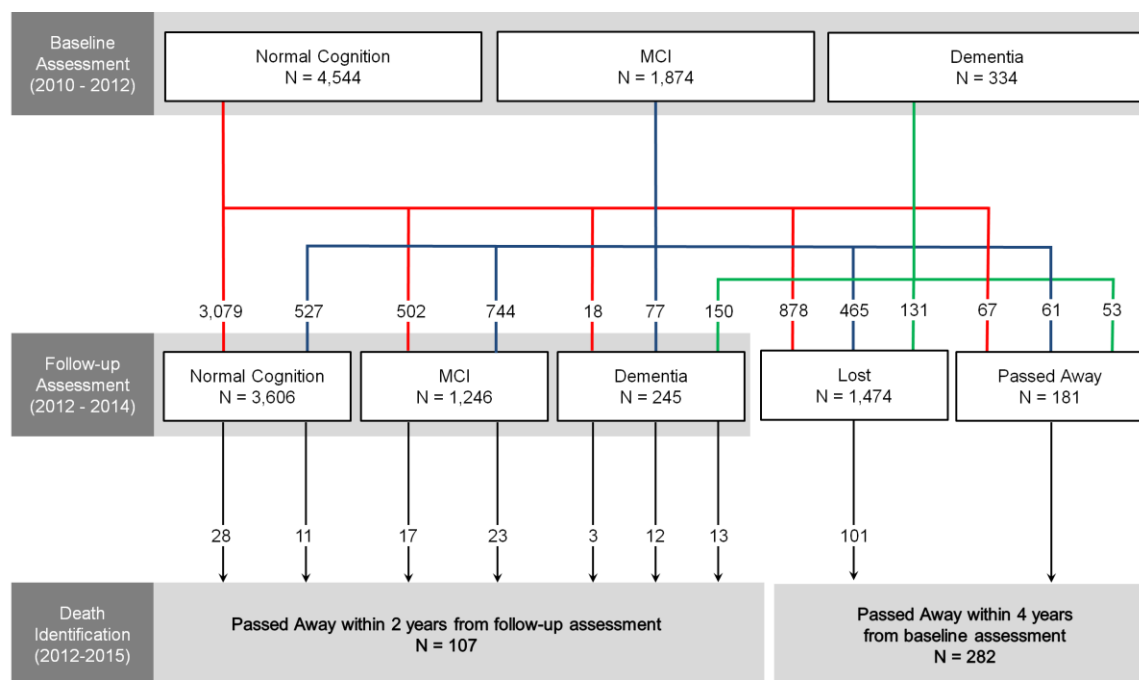 Baseline
Assessment
(2010 - 2012)
Normal Cognition
N = 4,544
MCI
N = 1,874
Dementia
N = 334
3,079
527
502
744
18
77
150
878
465
131
67
61
53
Follow-up
Assessment
(2012 - 2014)
Normal Cognition
N = 3,606
MCI
N = 1,246
Dementia
N = 245
Lost
N = 1,474
Passed Away
N = 181
28
11
17
23
3
12
13
101
Death
Identification
(2012-2015)
Passed Away within 2 years from follow-up assessment
N = 107
Passed Away within 4 years
from baseline assessment
N = 282